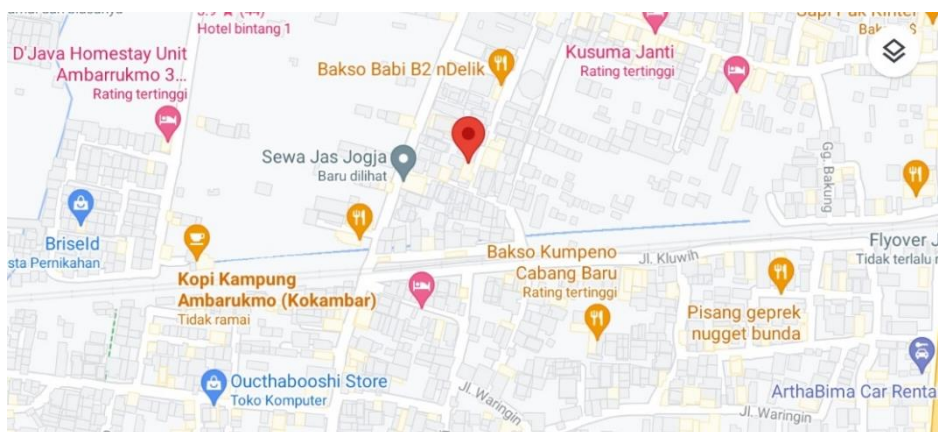 Hotel bintang 1
D'Java Homestay Unit
Ambarrukmo 3...
Rating tertinggi
Bakso Babi B2 nDelik
Kusuma Janti
Rating tertinggi
Sewa Jas Jogja
Baru dilihat
Gg. Bakung
Briseld
sta Pernikahan
Kopi Kampung
Ambarukmo (Kokambar)
Tidak ramai
Bakso Kumpeno
Cabang Baru
Rating tertinggi
Jl. Kluwih
Flyover J
Tidak terlalu r
Pisang geprek
nugget bunda
Oucthabooshi Store
Toko Komputer
Jl. Waringin
ArthaBima Car Renta
Jl. Waringin